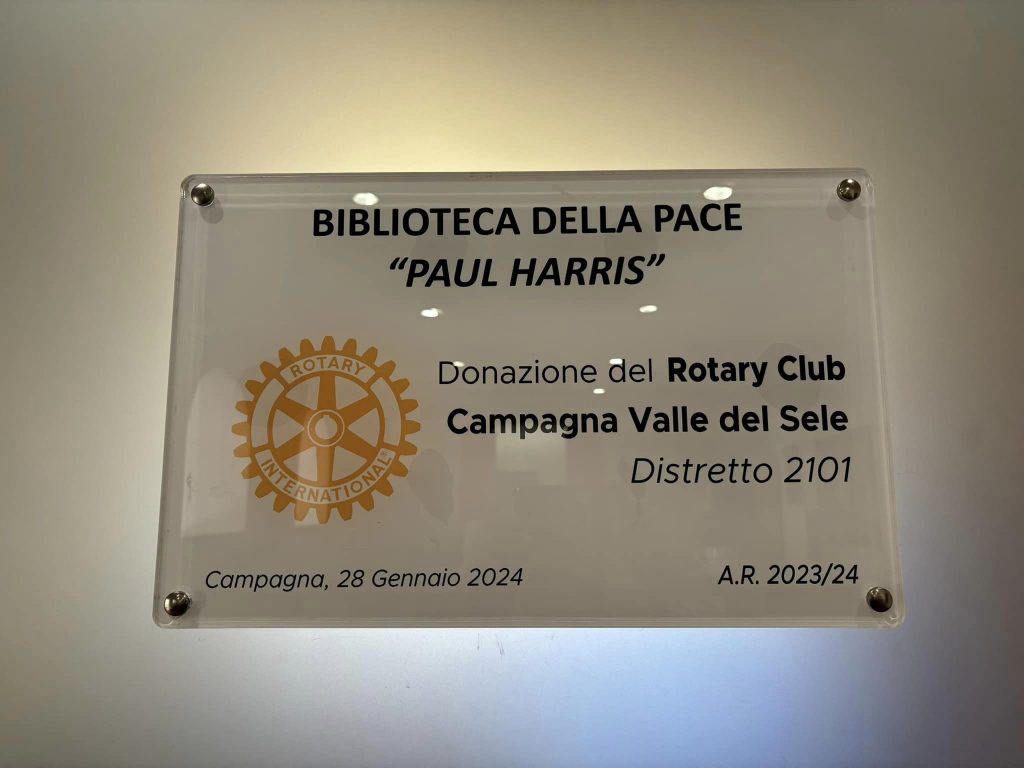 BIBLIOTECA DELLA PACE
“PAUL HARRIS”
ROTARY
INTERNATIONAL®
Donazione del Rotary Club
Campagna Valle del Sele
Distretto 2101
Campagna, 28 Gennaio 2024
A.R. 2023/24